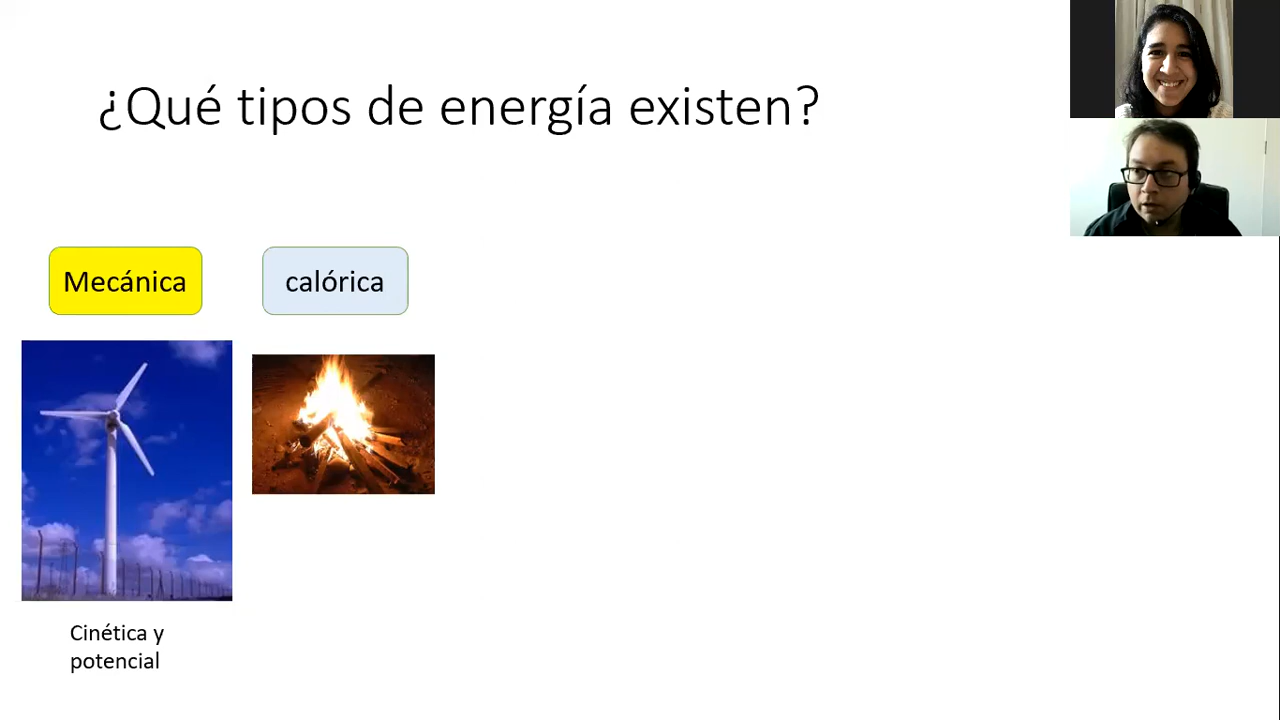 ¿Qué tipos de energía existen?
Mecánica
calórica
Cinética y
potencial